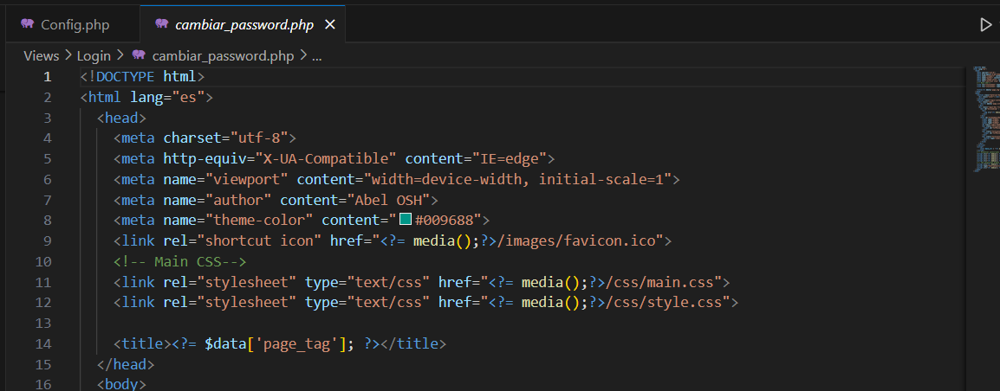 Config.php
cambiar_password.php
Views > Login > cambiar_password.php > ...
1 <!DOCTYPE html>
2 <html lang="es">
3 <head>
4 <meta charset="utf-8">
5 <meta http-equiv="X-UA-Compatible" content="IE=edge">
6 <meta name="viewport" content="width=device-width, initial-scale=1">
7 <meta name="author" content="Abel OSH">
8 <meta name="theme-color" content="#009688">
9 <link rel="shortcut icon" href="<?= media();?>/images/favicon.ico">
10 <!-- Main CSS-->
11 <link rel="stylesheet" type="text/css" href="<?= media();?>/css/main.css">
12 <link rel="stylesheet" type="text/css" href="<?= media();?>/css/style.css">
13
14 <title><?= $data['page_tag']; ?></title>
15 </head>
16 <body>